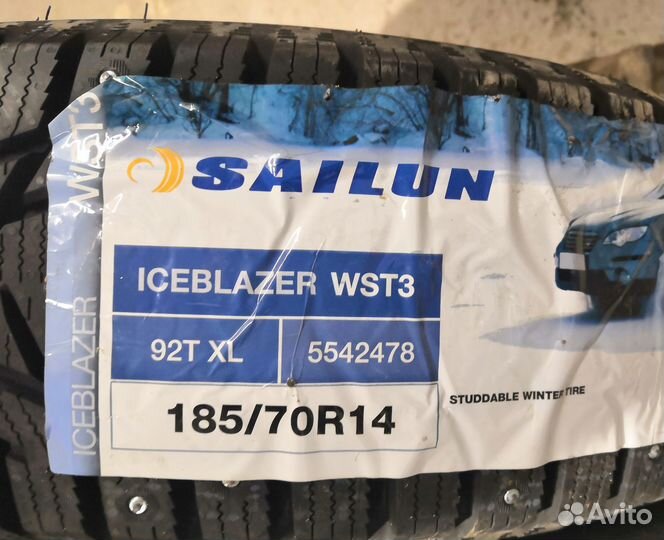 ICEBLAZER WST3
SAILUN
ICEBLAZER WST3
92T XL
5542478
185/70R14
STUDDABLE WINTER TIRE
Avito